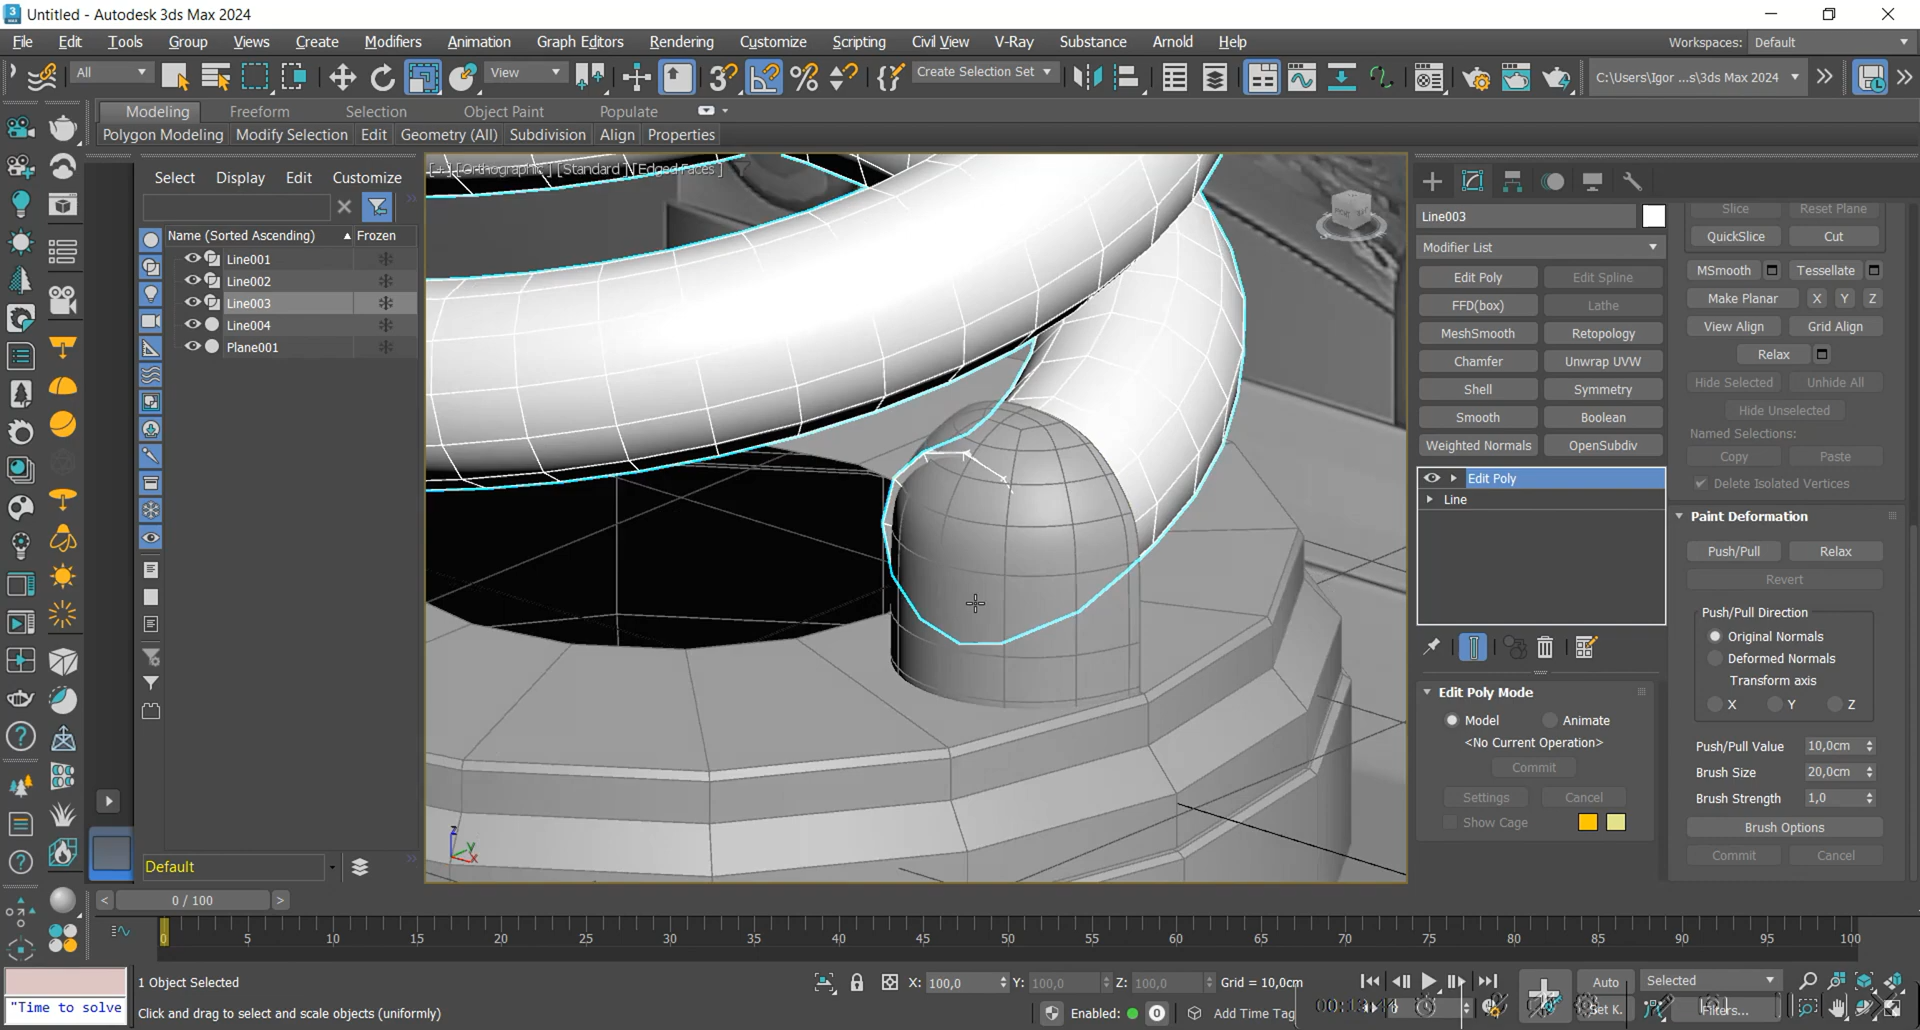 Untitled - Autodesk 3ds Max 2024
File Edit Tools Group Views Create Modifiers Animation Graph Editors Rendering Customize Scripting Civil View V-Ray Substance Arnold Help
Workspaces: Default
All View Create Selection Set C:\Users\Igor ...s\3ds Max 2024
Modeling Freeform Selection Object Paint Populate
Polygon Modeling Modify Selection Edit Geometry (All) Subdivision Align Properties
Select Display Edit Customize
Name (Sorted Ascending) Frozen
Line001
Line002
Line003
Line004
Plane001
Default
[+] [Orthographic ] [Standard ] [Edged Faces ]
Line003
Modifier List
Edit Poly Edit Spline
FFD(box) Lathe
MeshSmooth Retopology
Chamfer Unwrap UVW
Shell Symmetry
Smooth Boolean
Weighted Normals OpenSubdiv
Edit Poly
Line
Edit Poly Mode
Model Animate
<No Current Operation>
Commit
Settings Cancel
Show Cage
Slice Reset Plane
QuickSlice Cut
MSmooth Tessellate
Make Planar X Y Z
View Align Grid Align
Relax
Hide Selected Unhide All
Hide Unselected
Named Selections:
Copy Paste
Delete Isolated Vertices
Paint Deformation
Push/Pull Relax
Revert
Push/Pull Direction
Original Normals
Deformed Normals
Transform axis
X Y Z
Push/Pull Value 10,0cm
Brush Size 20,0cm
Brush Strength 1,0
Brush Options
Commit Cancel
z y x
< 0 / 100 >
0 5 10 15 20 25 30 35 40 45 50 55 60 65 70 75 80 85 90 95 100
"Time to solve
1 Object Selected
Click and drag to select and scale objects (uniformly)
X: 100,0 Y: 100,0 Z: 100,0 Grid = 10,0cm
Enabled: 0 Add Time Tag
Auto Selected
Set K. Filters...